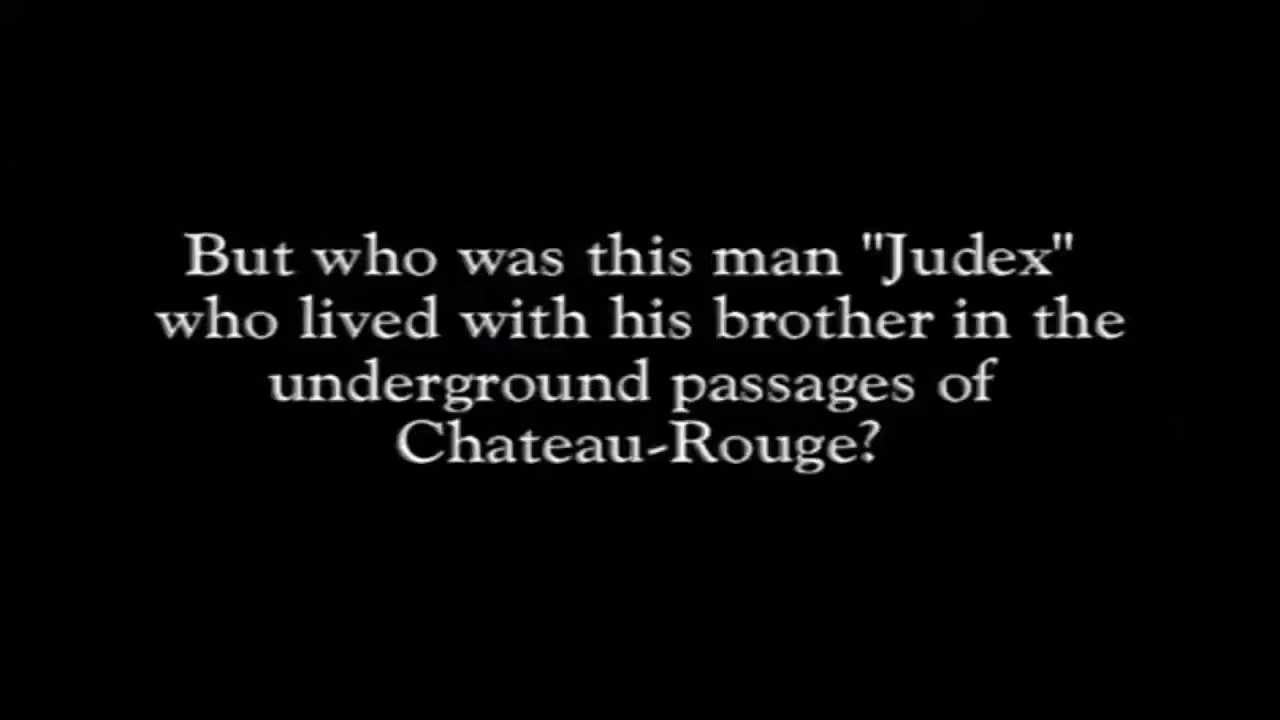 But who was this man "Judex"
who lived with his brother in the
underground passages of
Chateau-Rouge?